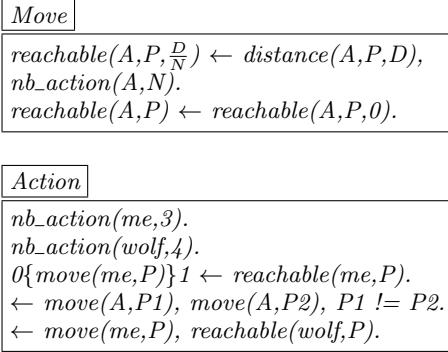 Move
reachable(A,P,\frac{D}{N}) ← distance(A,P,D),
nb_action(A,N).
reachable(A,P) ← reachable(A,P,0).
Action
nb_action(me,3).
nb_action(wolf,4).
0{move(me,P)}1 ← reachable(me,P).
← move(A,P1), move(A,P2), P1 != P2.
← move(me,P), reachable(wolf,P).